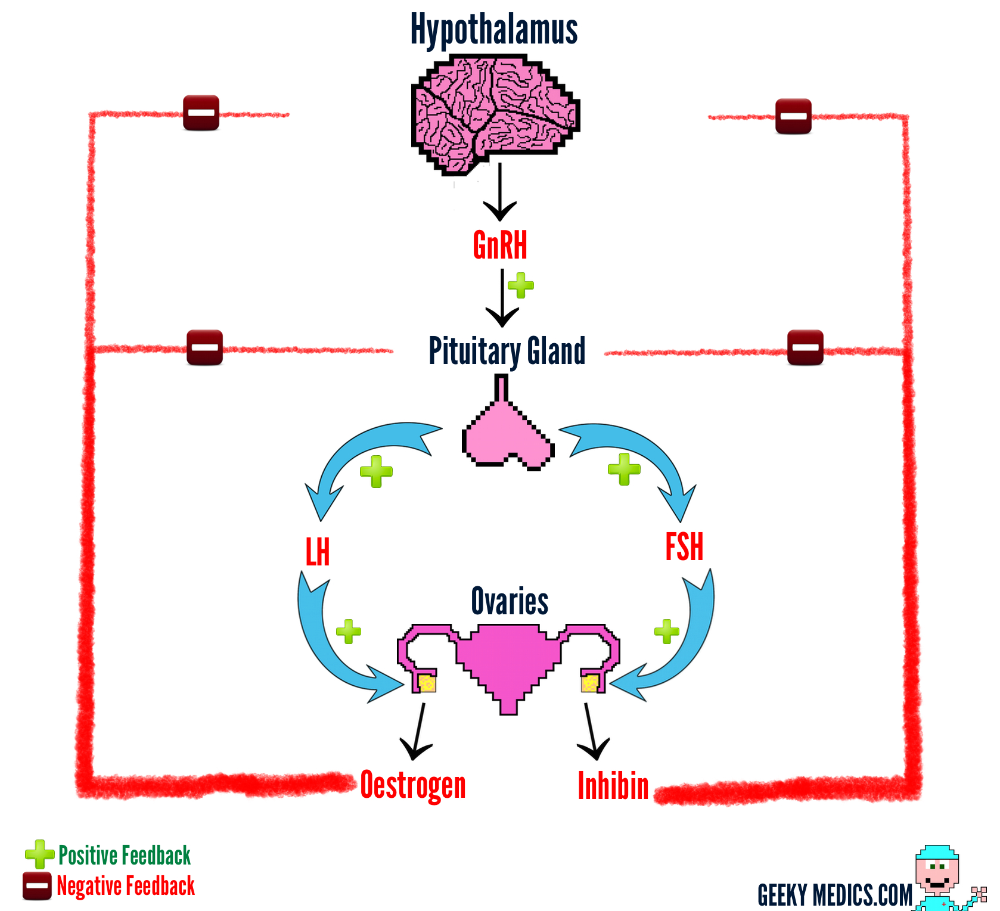 Hypothalamus
GnRH
Pituitary Gland
LH
FSH
Ovaries
Oestrogen
Inhibin
Positive Feedback
Negative Feedback
GEEKY MEDICS.COM